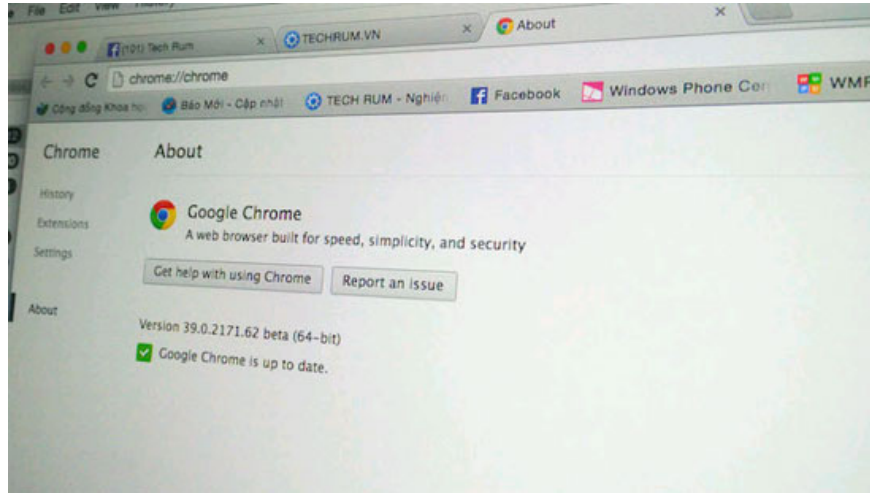 File Edit View History
(101) Tech Rum
TECHRUM.VN
About
chrome://chrome
Cộng đồng Khoa học
Báo Mới - Cập nhật
TECH RUM - Nghiên
Facebook
Windows Phone Cen
WMP
Chrome
About
History
Extensions
Settings
About
Google Chrome
A web browser built for speed, simplicity, and security
Get help with using Chrome
Report an issue
Version 39.0.2171.62 beta (64-bit)
Google Chrome is up to date.